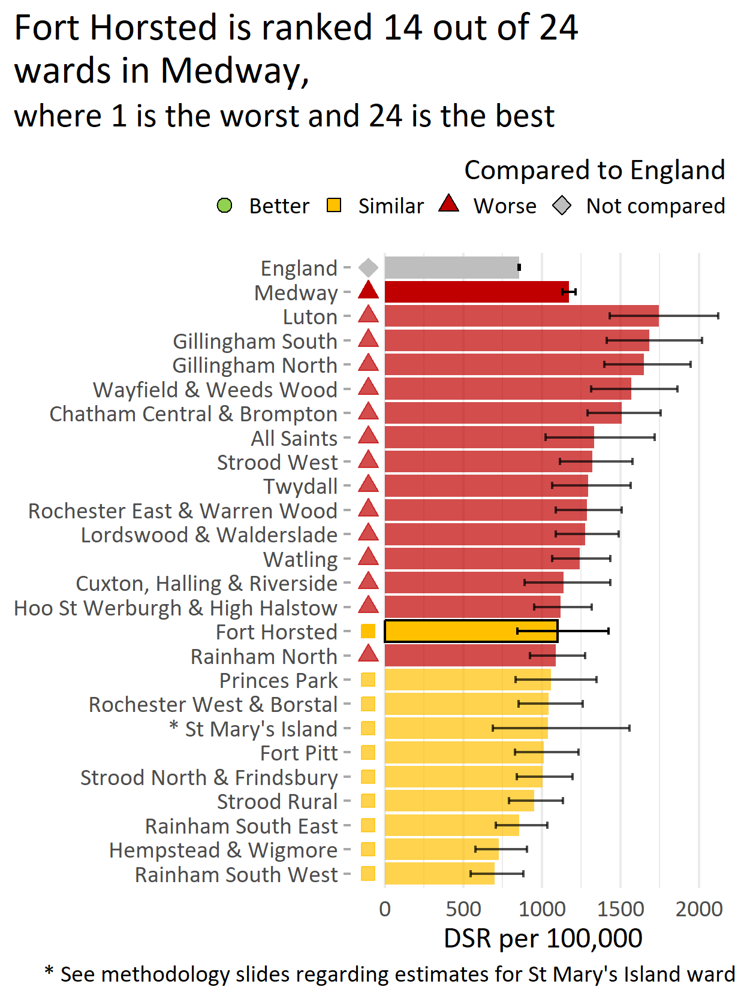 Fort Horsted is ranked 14 out of 24
wards in Medway,
where 1 is the worst and 24 is the best
Compared to England
Better Similar Worse Not compared
England
Medway
Luton
Gillingham South
Gillingham North
Wayfield & Weeds Wood
Chatham Central & Brompton
All Saints
Strood West
Twydall
Rochester East & Warren Wood
Lordswood & Walderslade
Watling
Cuxton, Halling & Riverside
Hoo St Werburgh & High Halstow
Fort Horsted
Rainham North
Princes Park
Rochester West & Borstal
* St Mary's Island
Fort Pitt
Strood North & Frindsbury
Strood Rural
Rainham South East
Hempstead & Wigmore
Rainham South West
0 500 1000 1500 2000
DSR per 100,000
* See methodology slides regarding estimates for St Mary's Island ward